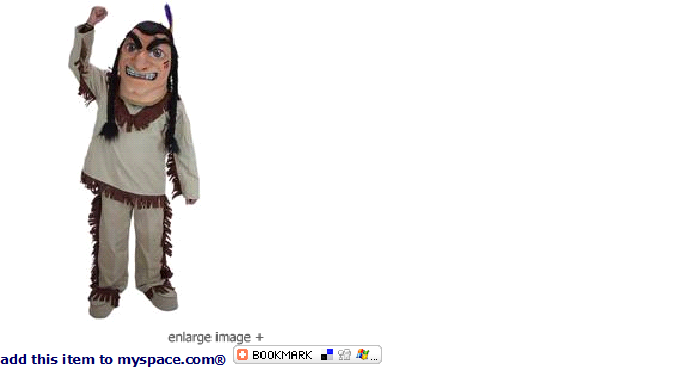 enlarge image +
add this item to myspace.com® BOOKMARK ...